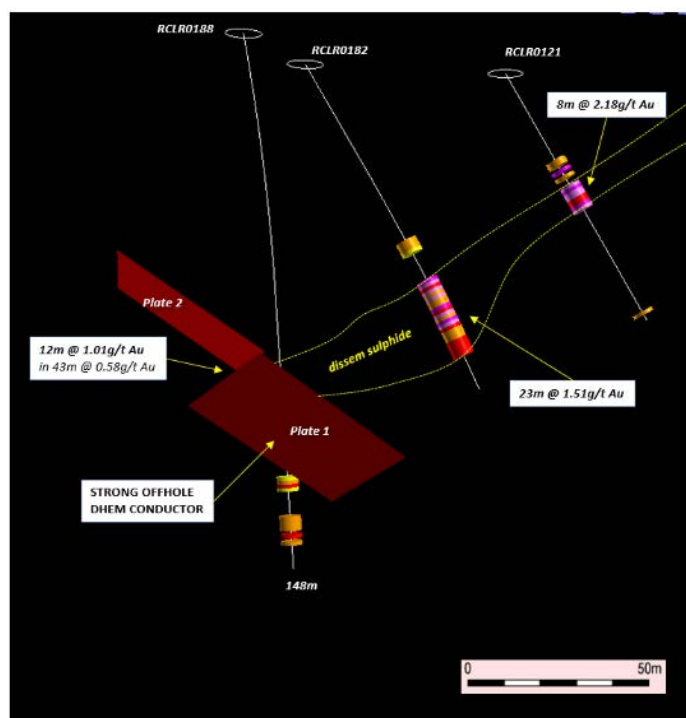 RCLR0188
RCLR0182
RCLR0121
8m @ 2.18g/t Au
Plate 2
12m @ 1.01g/t Au
in 43m @ 0.58g/t Au
dissem sulphide
23m @ 1.51g/t Au
Plate 1
STRONG OFFHOLE
DHEM CONDUCTOR
148m
0 50m